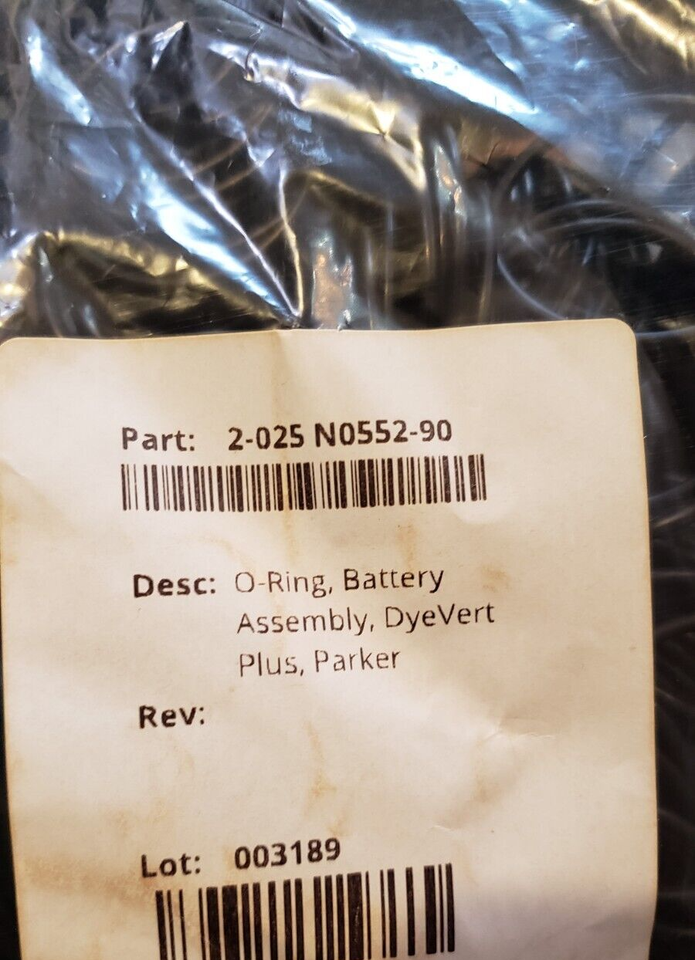 Part: 2-025 N0552-90
Desc: O-Ring, Battery
Assembly, DyeVert
Plus, Parker
Rev:
Lot: 003189